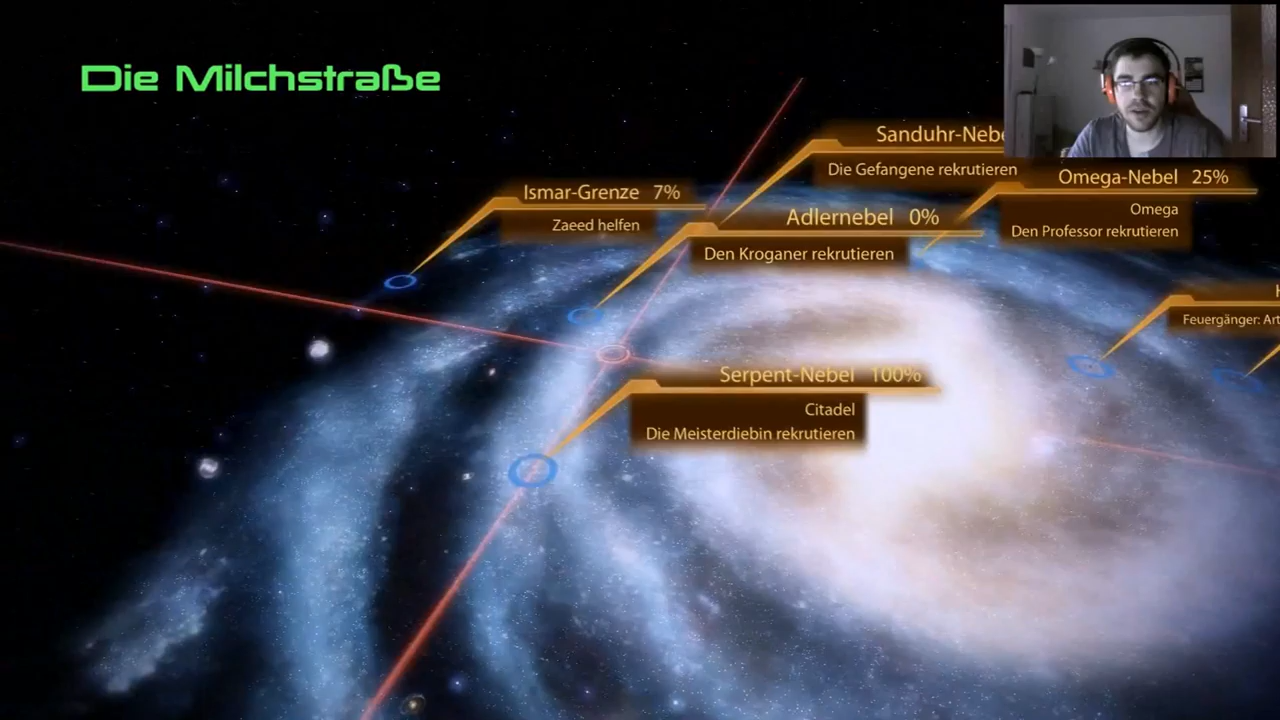 Die Milchstraße
Sanduhr-Nebe
Die Gefangene rekrutieren
Omega-Nebel 25%
Omega
Den Professor rekrutieren
Ismar-Grenze 7%
Zaeed helfen
Adlernebel 0%
Den Kroganer rekrutieren
Feuergänger: Art
Serpent-Nebel 100%
Citadel
Die Meisterdiebin rekrutieren